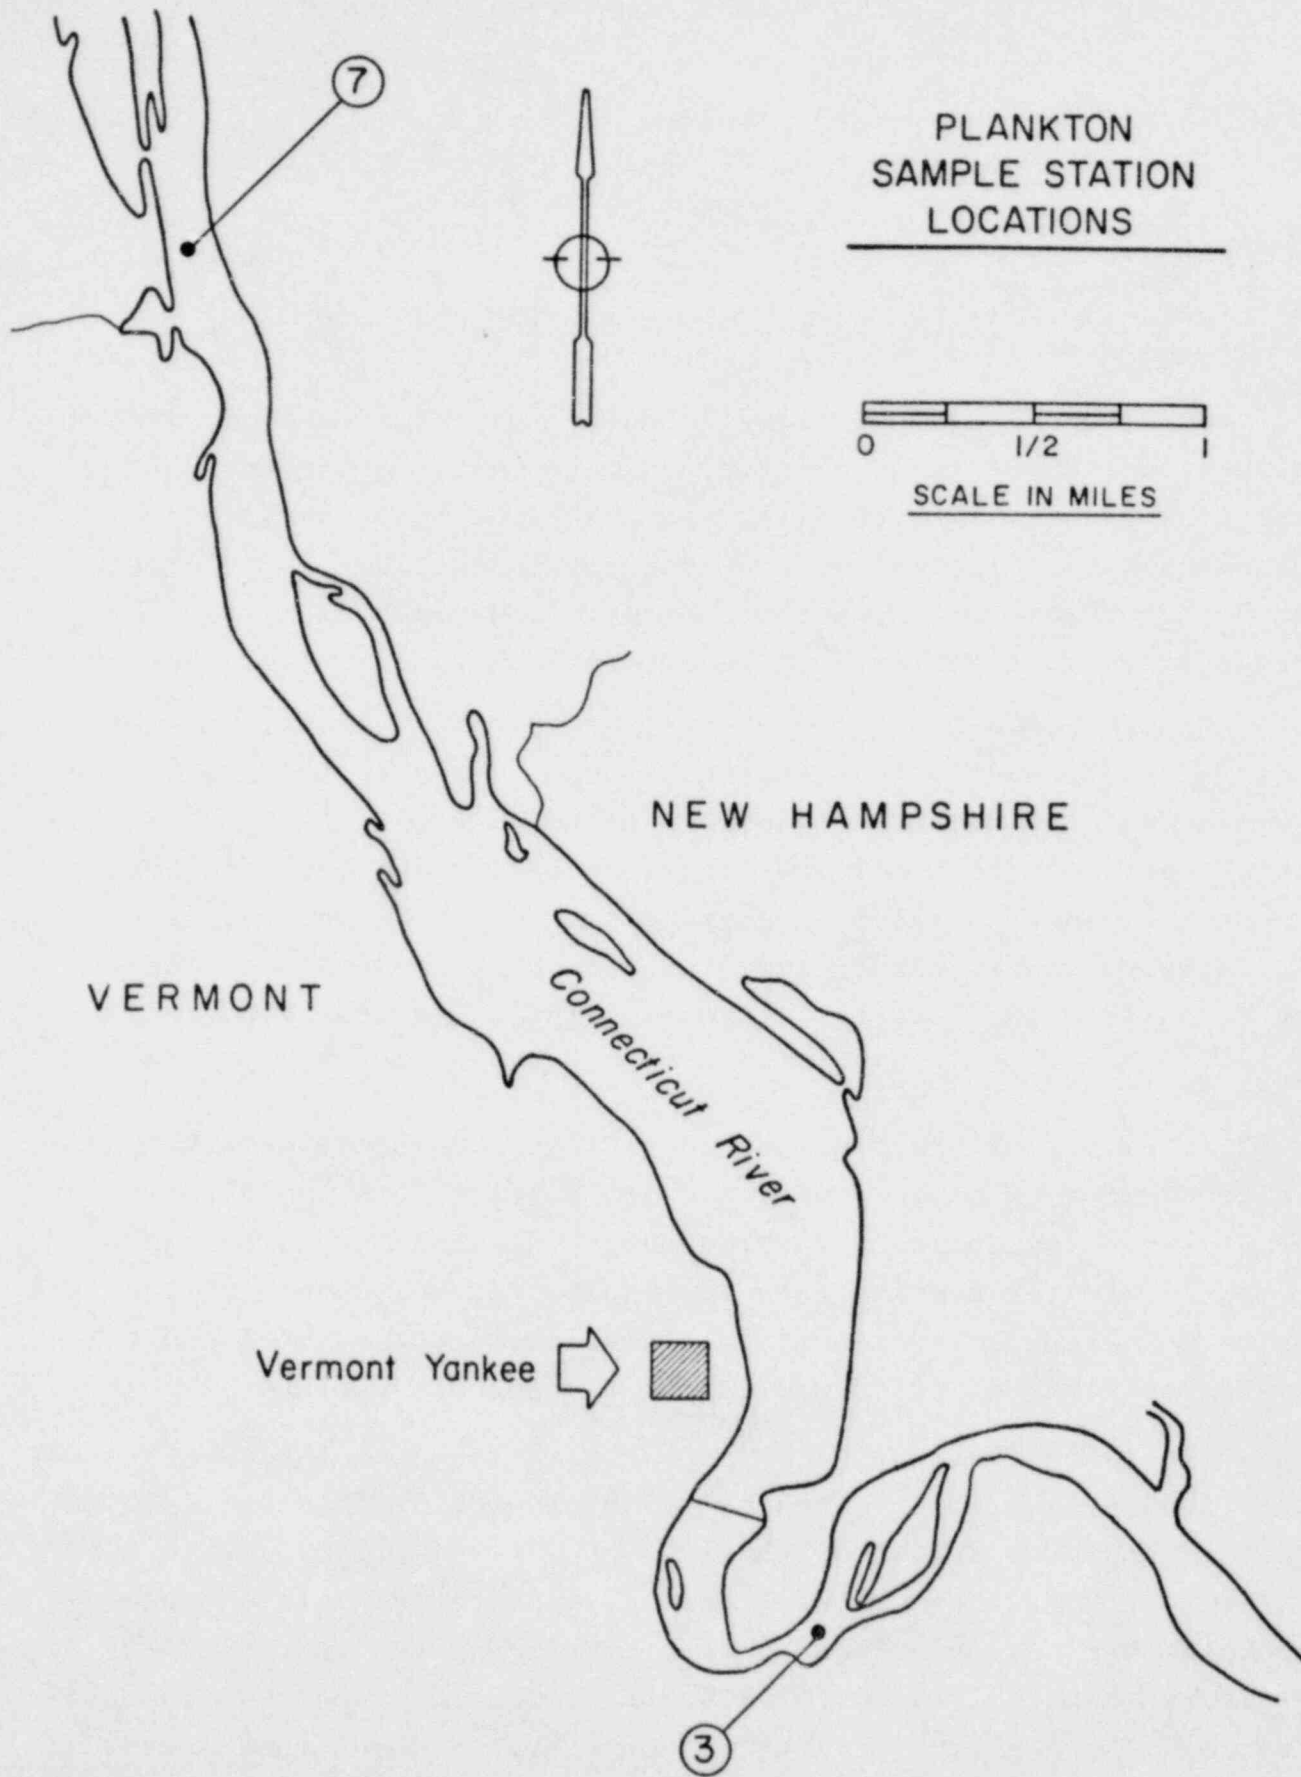 7
PLANKTON
SAMPLE STATION
LOCATIONS
0 1/2 1
SCALE IN MILES
NEW HAMPSHIRE
VERMONT
Connecticut River
Vermont Yankee
3